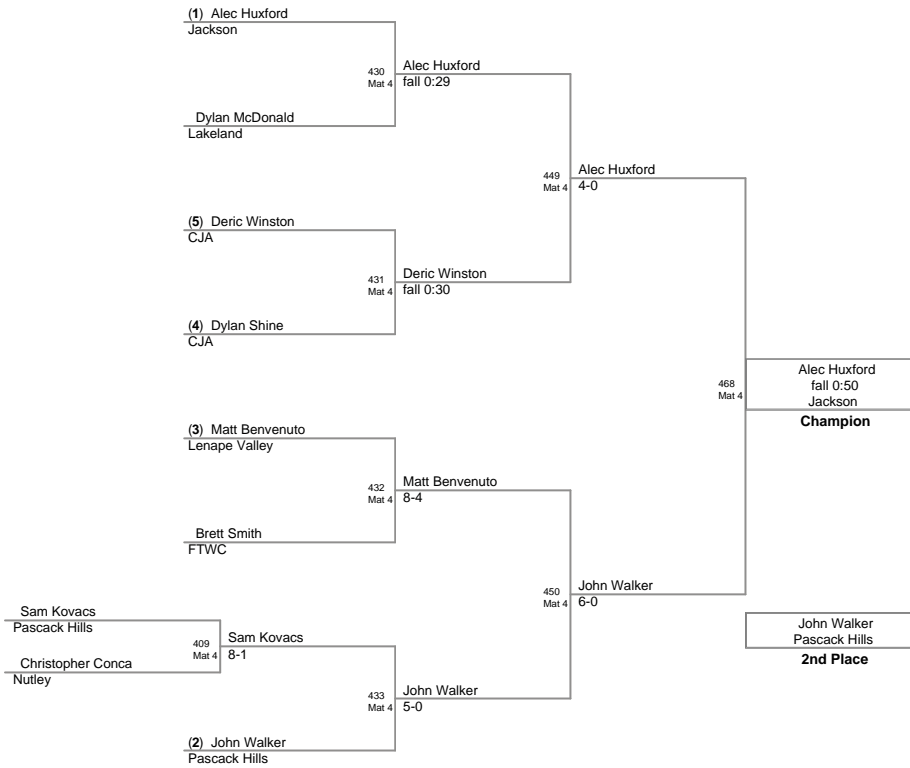 (1) Alec Huxford
Jackson
430
Mat 4
Alec Huxford
fall 0:29
Dylan McDonald
Lakeland
449
Mat 4
Alec Huxford
4-0
(5) Deric Winston
CJA
431
Mat 4
Deric Winston
fall 0:30
(4) Dylan Shine
CJA
468
Mat 4
Alec Huxford
fall 0:50
Jackson
Champion
(3) Matt Benvenuto
Lenape Valley
432
Mat 4
Matt Benvenuto
8-4
Brett Smith
FTWC
450
Mat 4
John Walker
6-0
Sam Kovacs
Pascack Hills
409
Mat 4
Sam Kovacs
8-1
Christopher Conca
Nutley
433
Mat 4
John Walker
5-0
(2) John Walker
Pascack Hills
John Walker
Pascack Hills
2nd Place